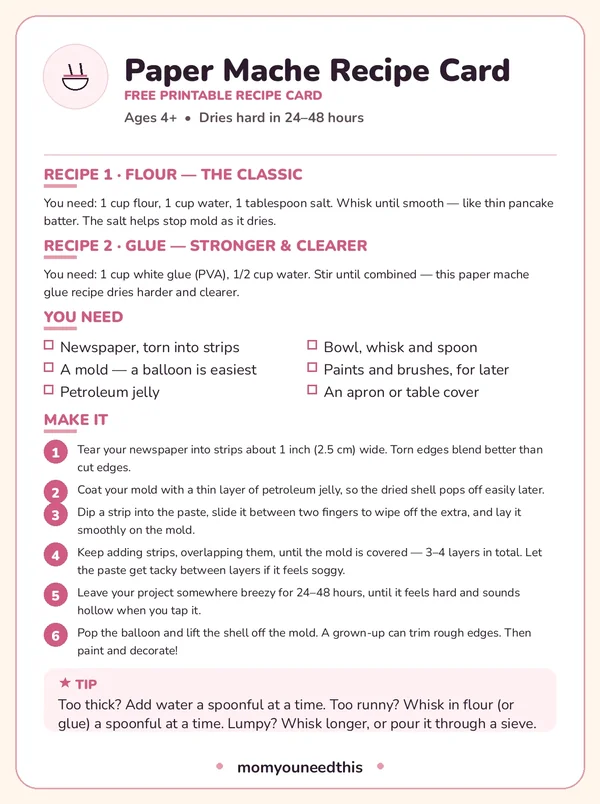 Paper Mache Recipe Card
FREE PRINTABLE RECIPE CARD
Ages 4+ • Dries hard in 24–48 hours
RECIPE 1 · FLOUR — THE CLASSIC
You need: 1 cup flour, 1 cup water, 1 tablespoon salt. Whisk until smooth — like thin pancake
batter. The salt helps stop mold as it dries.
RECIPE 2 · GLUE — STRONGER & CLEARER
You need: 1 cup white glue (PVA), 1/2 cup water. Stir until combined — this paper mache
glue recipe dries harder and clearer.
YOU NEED
Newspaper, torn into strips
A mold — a balloon is easiest
Petroleum jelly
Bowl, whisk and spoon
Paints and brushes, for later
An apron or table cover
MAKE IT
1 Tear your newspaper into strips about 1 inch (2.5 cm) wide. Torn edges blend better than
cut edges.
2 Coat your mold with a thin layer of petroleum jelly, so the dried shell pops off easily later.
3 Dip a strip into the paste, slide it between two fingers to wipe off the extra, and lay it
smoothly on the mold.
4 Keep adding strips, overlapping them, until the mold is covered — 3–4 layers in total. Let
the paste get tacky between layers if it feels soggy.
5 Leave your project somewhere breezy for 24–48 hours, until it feels hard and sounds
hollow when you tap it.
6 Pop the balloon and lift the shell off the mold. A grown-up can trim rough edges. Then
paint and decorate!
★ TIP
Too thick? Add water a spoonful at a time. Too runny? Whisk in flour (or
glue) a spoonful at a time. Lumpy? Whisk longer, or pour it through a sieve.
• momyouneedthis •